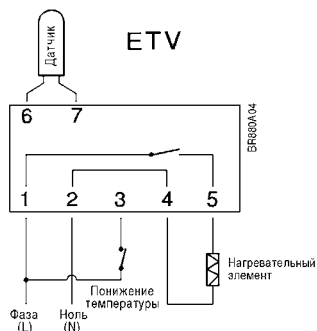 ETV
Датчик
6 7
BR880A04
1 2 3 4 5
Понижение
температуры
Нагревательный
элемент
Фаза
(L)
Ноль
(N)